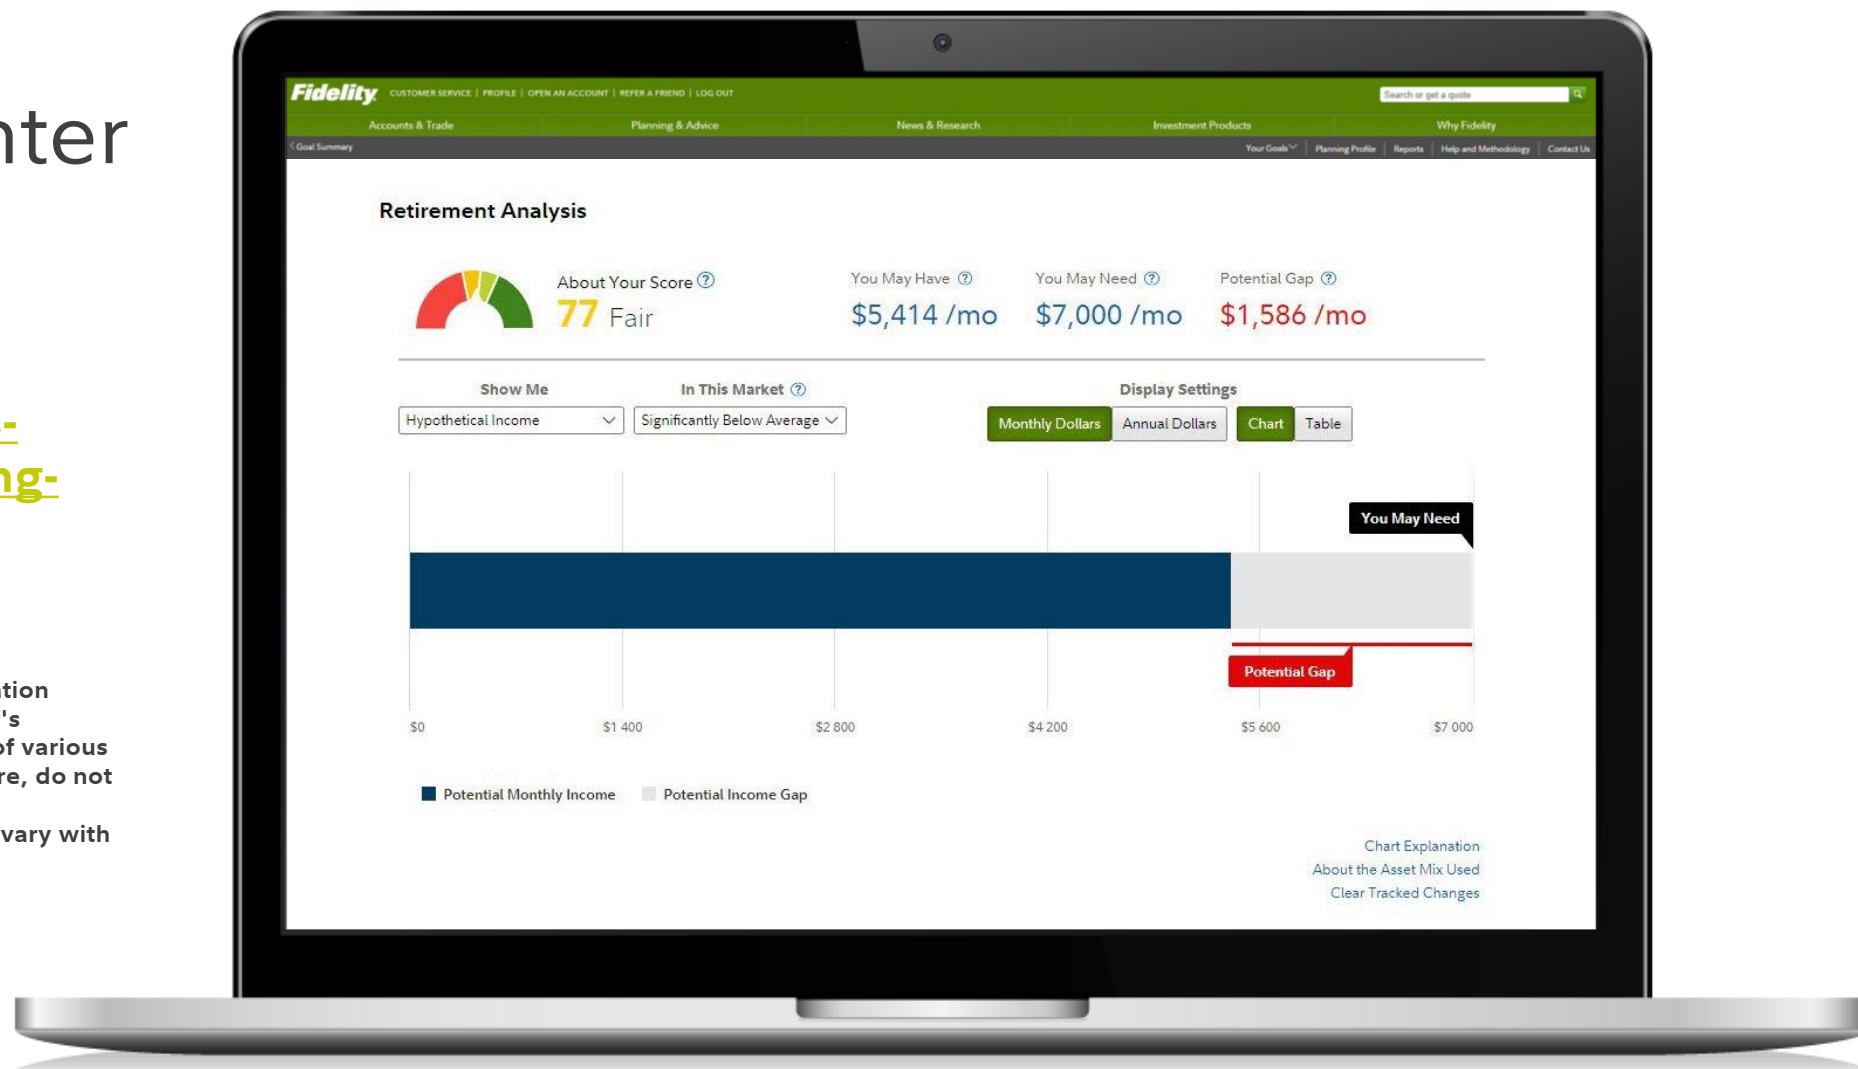 nter
-
ng-
ation
's
of various
re, do not
vary with
Fidelity
CUSTOMER SERVICE | PROFILE | OPEN AN ACCOUNT | REFER A FRIEND | LOG OUT
Search or get a quote
Accounts & Trade Planning & Advice News & Research Investment Products Why Fidelity
Goal Summary Your Goals | Planning Profile | Reports | Help and Methodology | Contact Us
Retirement Analysis
About Your Score ?
77 Fair
You May Have ? You May Need ? Potential Gap ?
$5,414 /mo $7,000 /mo $1,586 /mo
Show Me In This Market ? Display Settings
Hypothetical Income Significantly Below Average Monthly Dollars Annual Dollars Chart Table
You May Need
Potential Gap
$0 $1 400 $2 800 $4 200 $5 600 $7 000
Potential Monthly Income Potential Income Gap
Chart Explanation
About the Asset Mix Used
Clear Tracked Changes